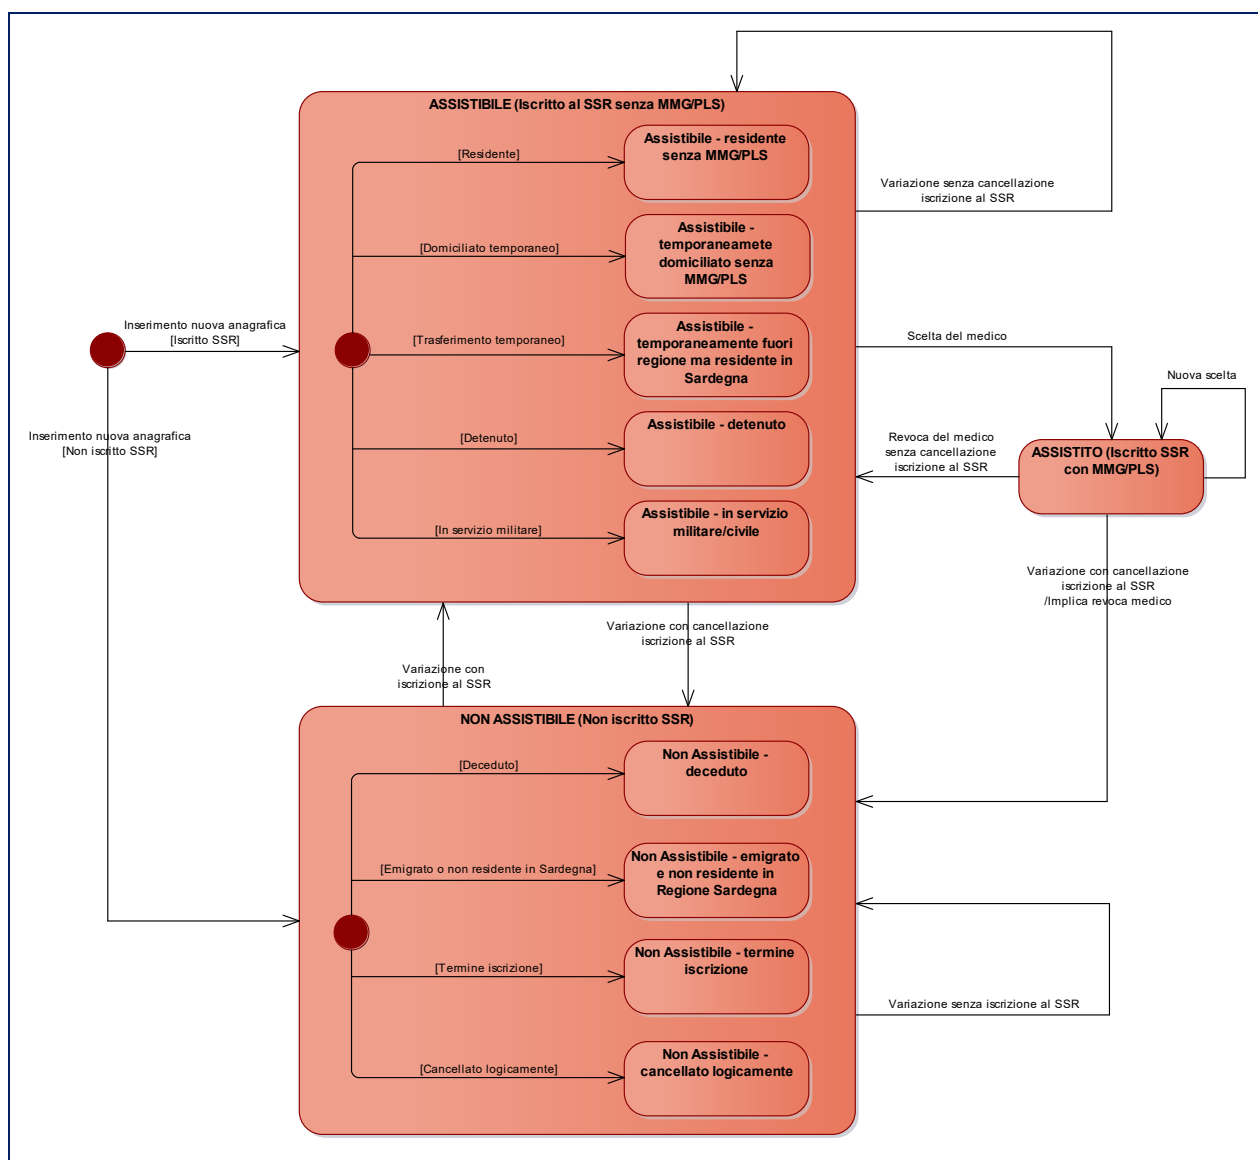 ASSISTIBILE (Iscritto al SSR senza MMG/PLS)
Assistibile - residente
senza MMG/PLS
[Residente]
Variazione senza cancellazione
iscrizione al SSR
Assistibile -
temporaneamete
domiciliato senza
MMG/PLS
[Domiciliato temporaneo]
Inserimento nuova anagrafica
[Iscritto SSR]
Assistibile -
temporaneamente fuori
regione ma residente in
Sardegna
[Trasferimento temporaneo]
Scelta del medico
Nuova scelta
Inserimento nuova anagrafica
[Non iscritto SSR]
Assistibile - detenuto
[Detenuto]
Revoca del medico
senza cancellazione
iscrizione al SSR
ASSISTITO (Iscritto SSR
con MMG/PLS)
Assistibile - in servizio
militare/civile
[In servizio militare]
Variazione con cancellazione
iscrizione al SSR
/Implica revoca medico
Variazione con cancellazione
iscrizione al SSR
Variazione con
iscrizione al SSR
NON ASSISTIBILE (Non iscritto SSR)
Non Assistibile -
deceduto
[Deceduto]
Non Assistibile - emigrato
e non residente in
Regione Sardegna
[Emigrato o non residente in Sardegna]
Non Assistibile - termine
iscrizione
[Termine iscrizione]
Variazione senza iscrizione al SSR
Non Assistibile -
cancellato logicamente
[Cancellato logicamente]